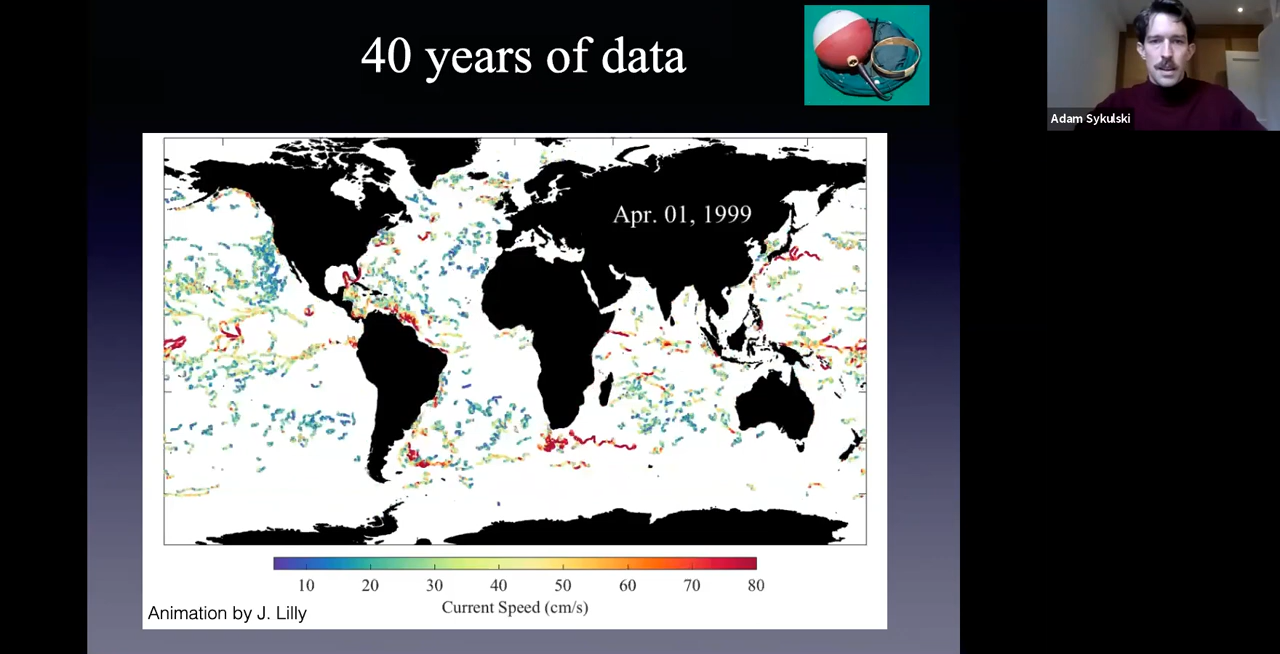 40 years of data
Adam Sykulski
Apr. 01, 1999
10 20 30 40 50 60 70 80
Current Speed (cm/s)
Animation by J. Lilly